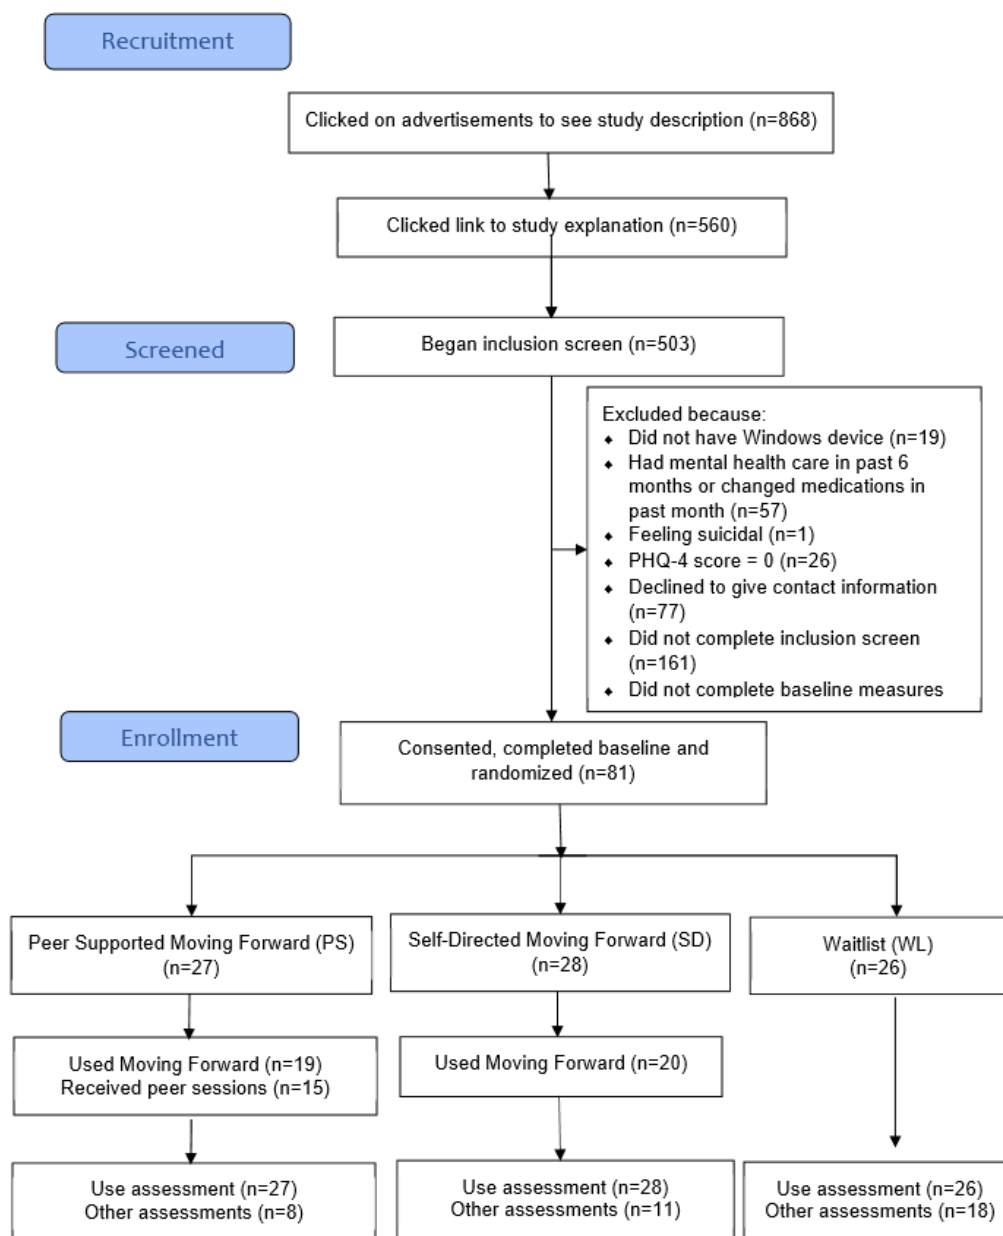 Recruitment
Clicked on advertisements to see study description (n=868)
Clicked link to study explanation (n=560)
Screened
Began inclusion screen (n=503)
Excluded because:
♦ Did not have Windows device (n=19)
♦ Had mental health care in past 6
months or changed medications in
past month (n=57)
♦ Feeling suicidal (n=1)
♦ PHQ-4 score = 0 (n=26)
♦ Declined to give contact information
(n=77)
♦ Did not complete inclusion screen
(n=161)
♦ Did not complete baseline measures
Enrollment
Consented, completed baseline and
randomized (n=81)
Peer Supported Moving Forward (PS)
(n=27)
Self-Directed Moving Forward (SD)
(n=28)
Waitlist (WL)
(n=26)
Used Moving Forward (n=19)
Received peer sessions (n=15)
Used Moving Forward (n=20)
Use assessment (n=27)
Other assessments (n=8)
Use assessment (n=28)
Other assessments (n=11)
Use assessment (n=26)
Other assessments (n=18)